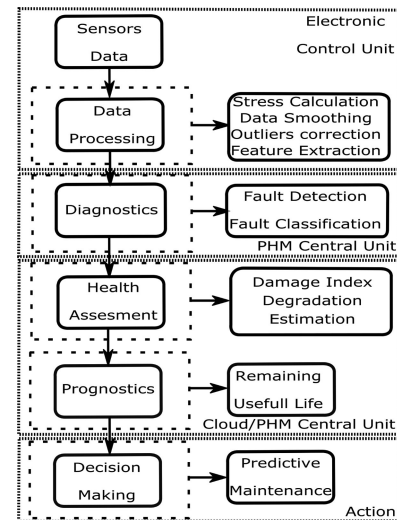 Electronic
Control Unit
Sensors
Data
Data
Processing
Stress Calculation
Data Smoothing
Outliers correction
Feature Extraction
Diagnostics
Fault Detection
Fault Classification
PHM Central Unit
Health
Assesment
Damage Index
Degradation
Estimation
Prognostics
Remaining
Usefull Life
Cloud/PHM Central Unit
Decision
Making
Predictive
Maintenance
Action